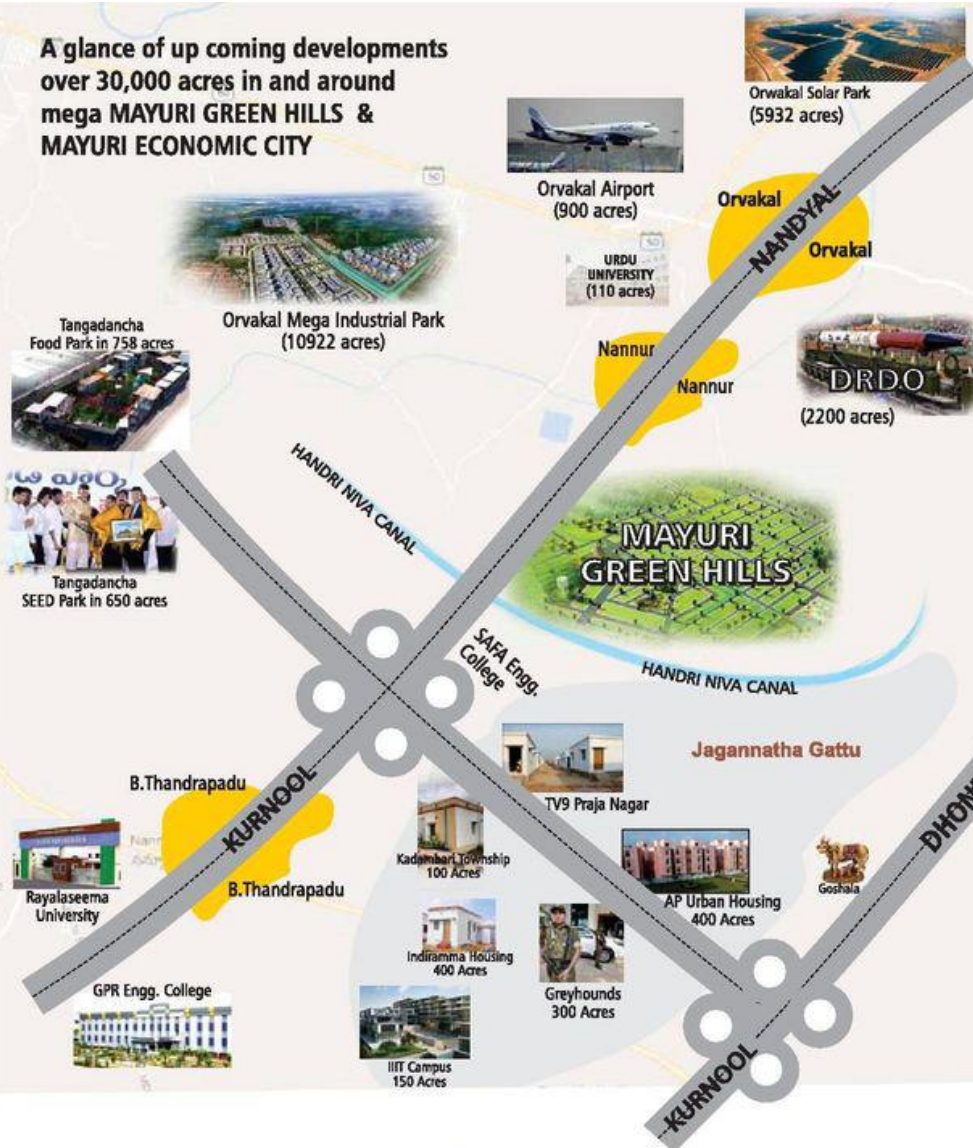 A glance of up coming developments
over 30,000 acres in and around
mega MAYURI GREEN HILLS &
MAYURI ECONOMIC CITY
Orwakal Solar Park
(5932 acres)
50
Orvakal Airport
(900 acres)
Orvakal
NANDYAL
Orvakal
50
URDU
UNIVERSITY
(110 acres)
Orvakal Mega Industrial Park
(10922 acres)
Tangadancha
Food Park in 758 acres
Nannur
Nannur
DRDO
(2200 acres)
HANDRI NIVA CANAL
MAYURI
GREEN HILLS
Tangadancha
SEED Park in 650 acres
SAFA Engg.
College
HANDRI NIVA CANAL
Jagannatha Gattu
B.Thandrapadu
KURNOOL
TV9 Praja Nagar
DHONE
Kadambari Township
100 Acres
Rayalaseema
University
B.Thandrapadu
AP Urban Housing
400 Acres
Goshala
Indiramma Housing
400 Acres
Greyhounds
300 Acres
GPR Engg. College
IIIT Campus
150 Acres
KURNOOL